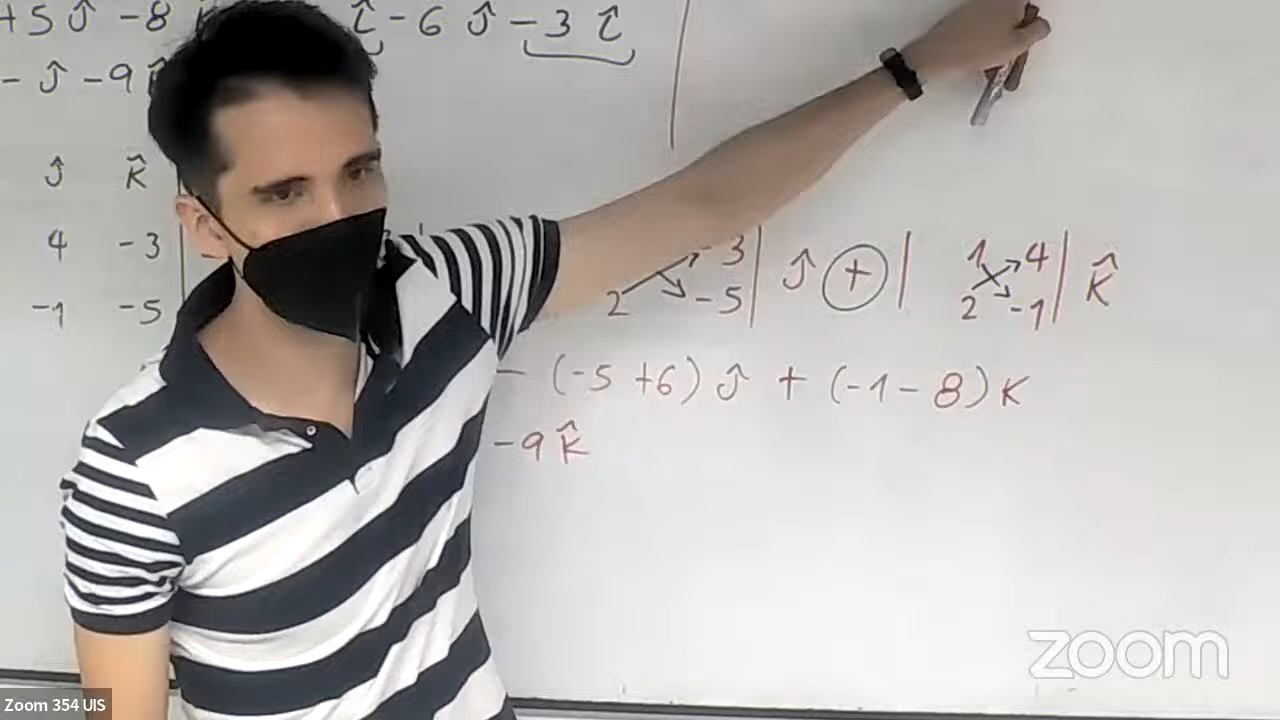 +5 ĵ -8 î -6 ĵ -3 î
- ĵ -9
ĵ k̂
4 -3 | -3 | ĵ (+) | 1 4 | k̂
-1 -5 2 -5 2 -1
- (-5 +6) ĵ + (-1 - 8) K
-9 k̂
zoom
Zoom 354 UIS